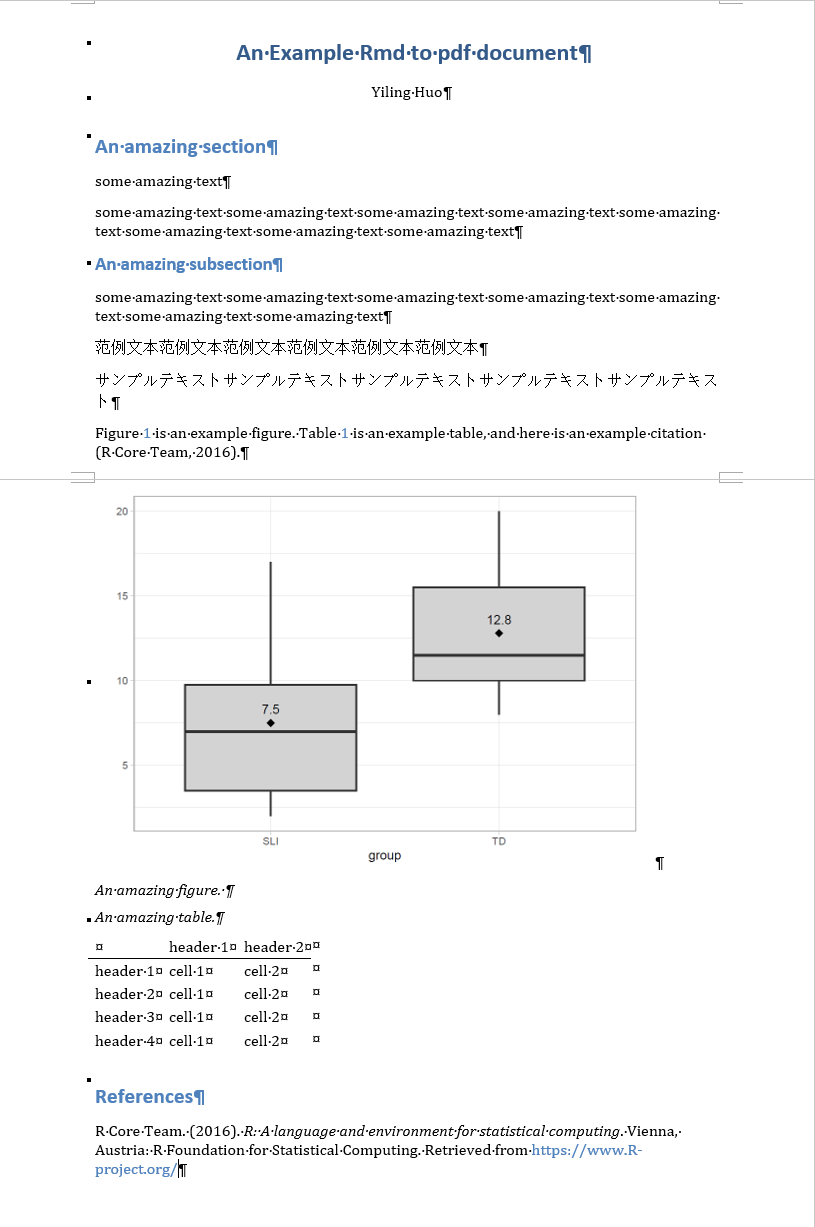 An Example Rmd to pdf document¶
Yiling Huo¶
An amazing section¶
some amazing text¶
some amazing text some amazing text some amazing text some amazing text some amazing
text some amazing text some amazing text some amazing text¶
An amazing subsection¶
some amazing text some amazing text some amazing text some amazing text some amazing
text some amazing text some amazing text¶
范例文本范例文本范例文本范例文本范例文本范例文本¶
サンプルテキストサンプルテキストサンプルテキストサンプルテキストサンプルテキス
ト¶
Figure 1 is an example figure. Table 1 is an example table, and here is an example citation
(R Core Team, 2016).¶
20
15
10
5
12.8
7.5
SLI TD
group
¶
An amazing figure. ¶
An amazing table.¶
¤ header 1¤ header 2¤¤
header 1¤ cell 1¤ cell 2¤ ¤
header 2¤ cell 1¤ cell 2¤ ¤
header 3¤ cell 1¤ cell 2¤ ¤
header 4¤ cell 1¤ cell 2¤ ¤
References¶
R Core Team. (2016). R: A language and environment for statistical computing. Vienna,
Austria: R Foundation for Statistical Computing. Retrieved from https://www.R-
project.org/¶